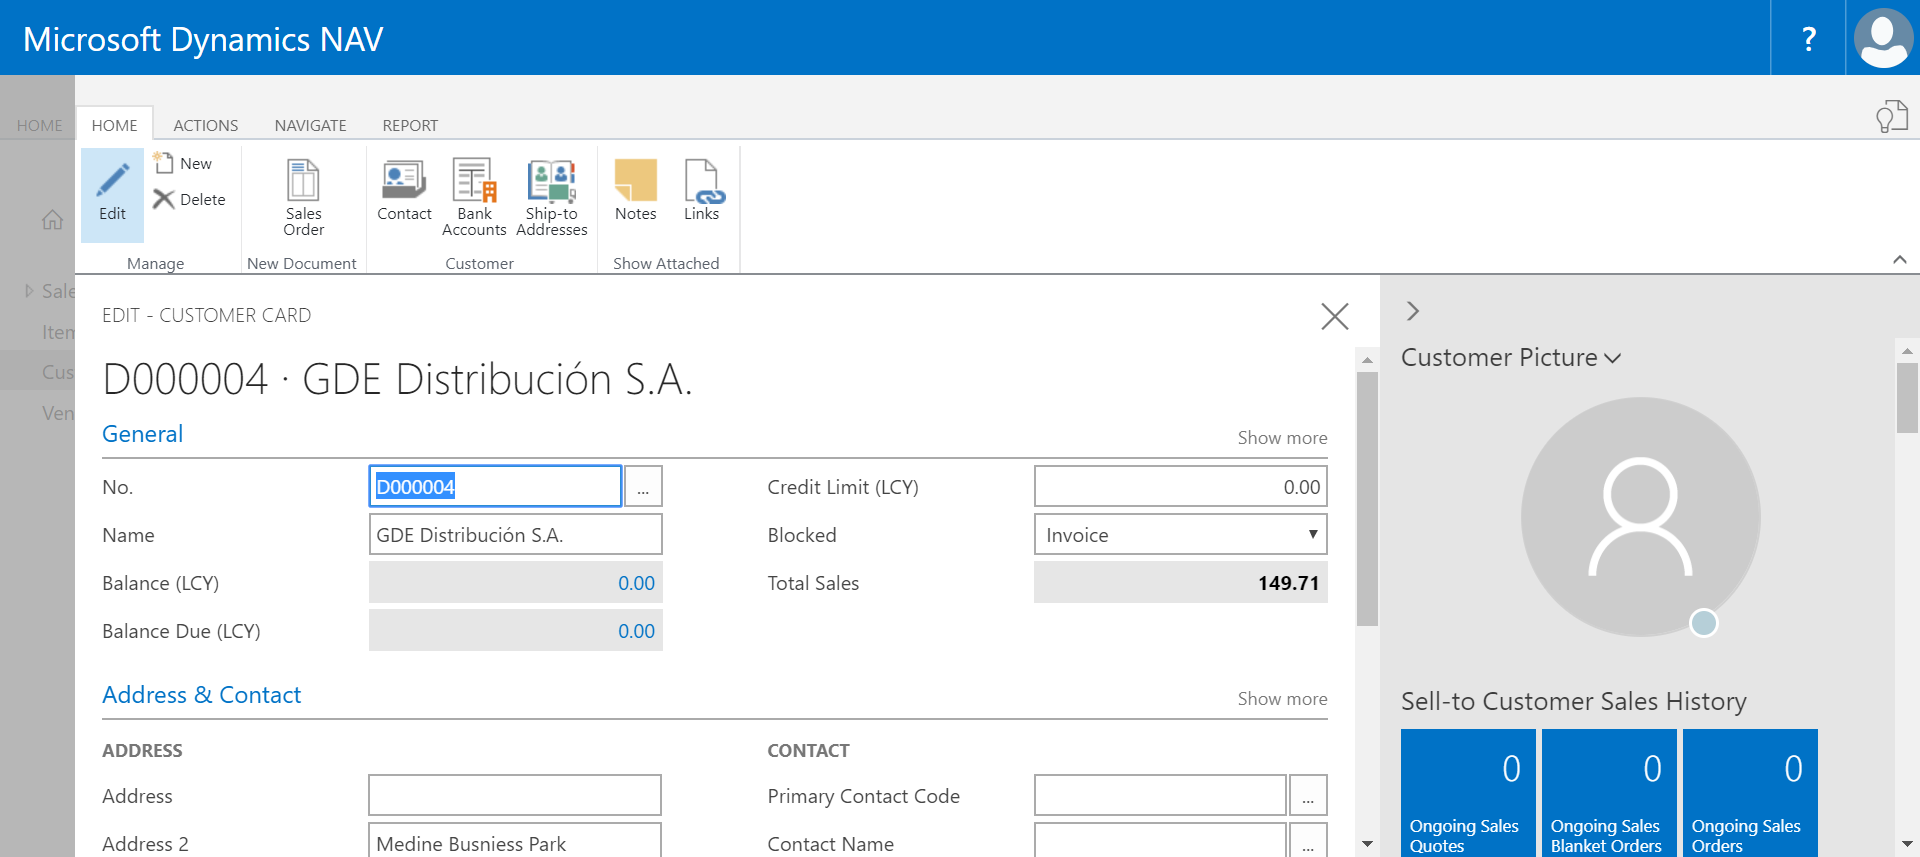 Microsoft Dynamics NAV
?
HOME
HOME
ACTIONS
NAVIGATE
REPORT
Edit
New
Delete
Manage
Sales
Order
New Document
Contact
Bank
Accounts
Ship-to
Addresses
Customer
Notes
Links
Show Attached
Sale
Item
Cus
Ven
EDIT - CUSTOMER CARD
D000004 · GDE Distribución S.A.
General
Show more
No.
D000004
...
Credit Limit (LCY)
0.00
Name
GDE Distribución S.A.
Blocked
Invoice
Balance (LCY)
0.00
Total Sales
149.71
Balance Due (LCY)
0.00
Address & Contact
Show more
ADDRESS
CONTACT
Address
Primary Contact Code
...
Address 2
Medine Busniess Park
Contact Name
...
Customer Picture
Sell-to Customer Sales History
0
Ongoing Sales
Quotes
0
Ongoing Sales
Blanket Orders
0
Ongoing Sales
Orders